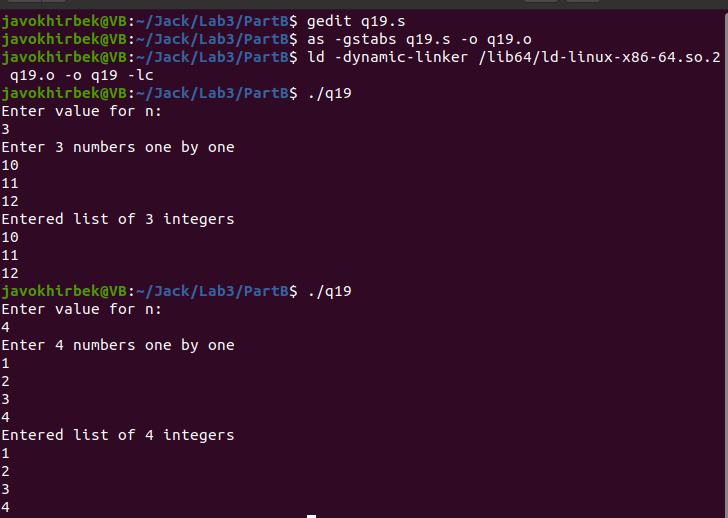 javokhirbek@VB:~/Jack/Lab3/PartB$ gedit q19.s
javokhirbek@VB:~/Jack/Lab3/PartB$ as -gstabs q19.s -o q19.o
javokhirbek@VB:~/Jack/Lab3/PartB$ ld -dynamic-linker /lib64/ld-linux-x86-64.so.2
 q19.o -o q19 -lc
javokhirbek@VB:~/Jack/Lab3/PartB$ ./q19
Enter value for n:
3
Enter 3 numbers one by one
10
11
12
Entered list of 3 integers
10
11
12
javokhirbek@VB:~/Jack/Lab3/PartB$ ./q19
Enter value for n:
4
Enter 4 numbers one by one
1
2
3
4
Entered list of 4 integers
1
2
3
4